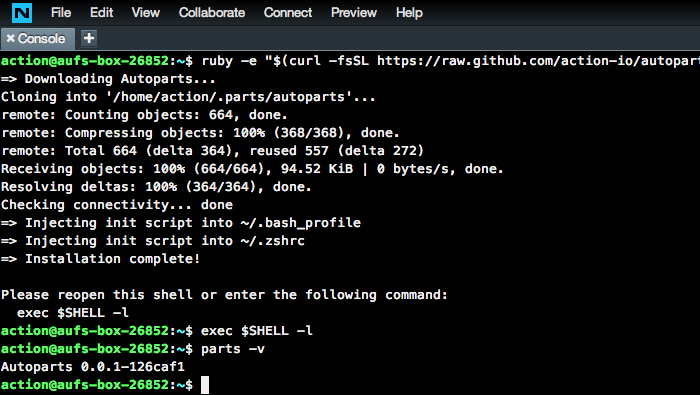 N File Edit View Collaborate Connect Preview Help
× Console +
action@aufs-box-26852:~$ ruby -e "$(curl -fsSL https://raw.github.com/action-io/autopart
=> Downloading Autoparts...
Cloning into '/home/action/.parts/autoparts'...
remote: Counting objects: 664, done.
remote: Compressing objects: 100% (368/368), done.
remote: Total 664 (delta 364), reused 557 (delta 272)
Receiving objects: 100% (664/664), 94.52 KiB | 0 bytes/s, done.
Resolving deltas: 100% (364/364), done.
Checking connectivity... done
=> Injecting init script into ~/.bash_profile
=> Injecting init script into ~/.zshrc
=> Installation complete!
Please reopen this shell or enter the following command:
  exec $SHELL -l
action@aufs-box-26852:~$ exec $SHELL -l
action@aufs-box-26852:~$ parts -v
Autoparts 0.0.1-126caf1
action@aufs-box-26852:~$